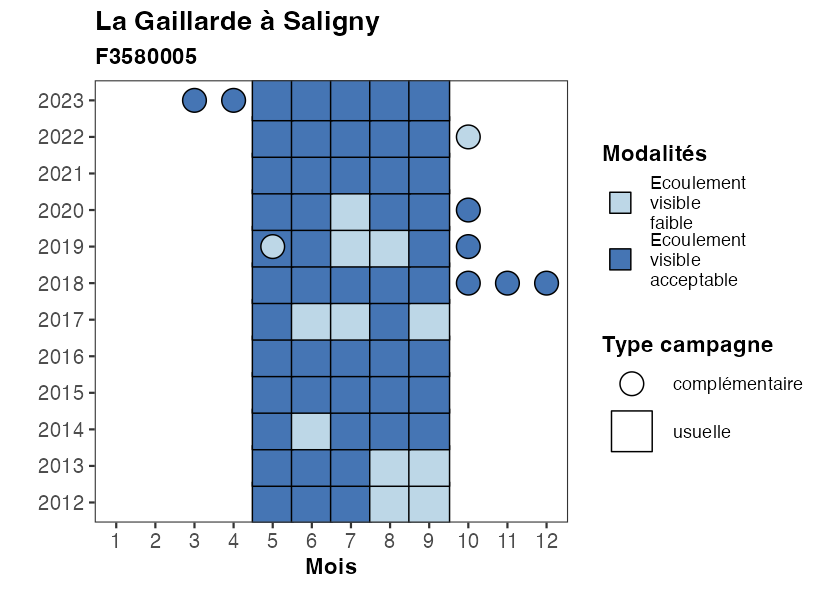 La Gaillarde à Saligny
F3580005
2023
2022
2021
2020
2019
2018
2017
2016
2015
2014
2013
2012
1 2 3 4 5 6 7 8 9 10 11 12
Mois
Modalités
Ecoulement
visible
faible
Ecoulement
visible
acceptable
Type campagne
complémentaire
usuelle